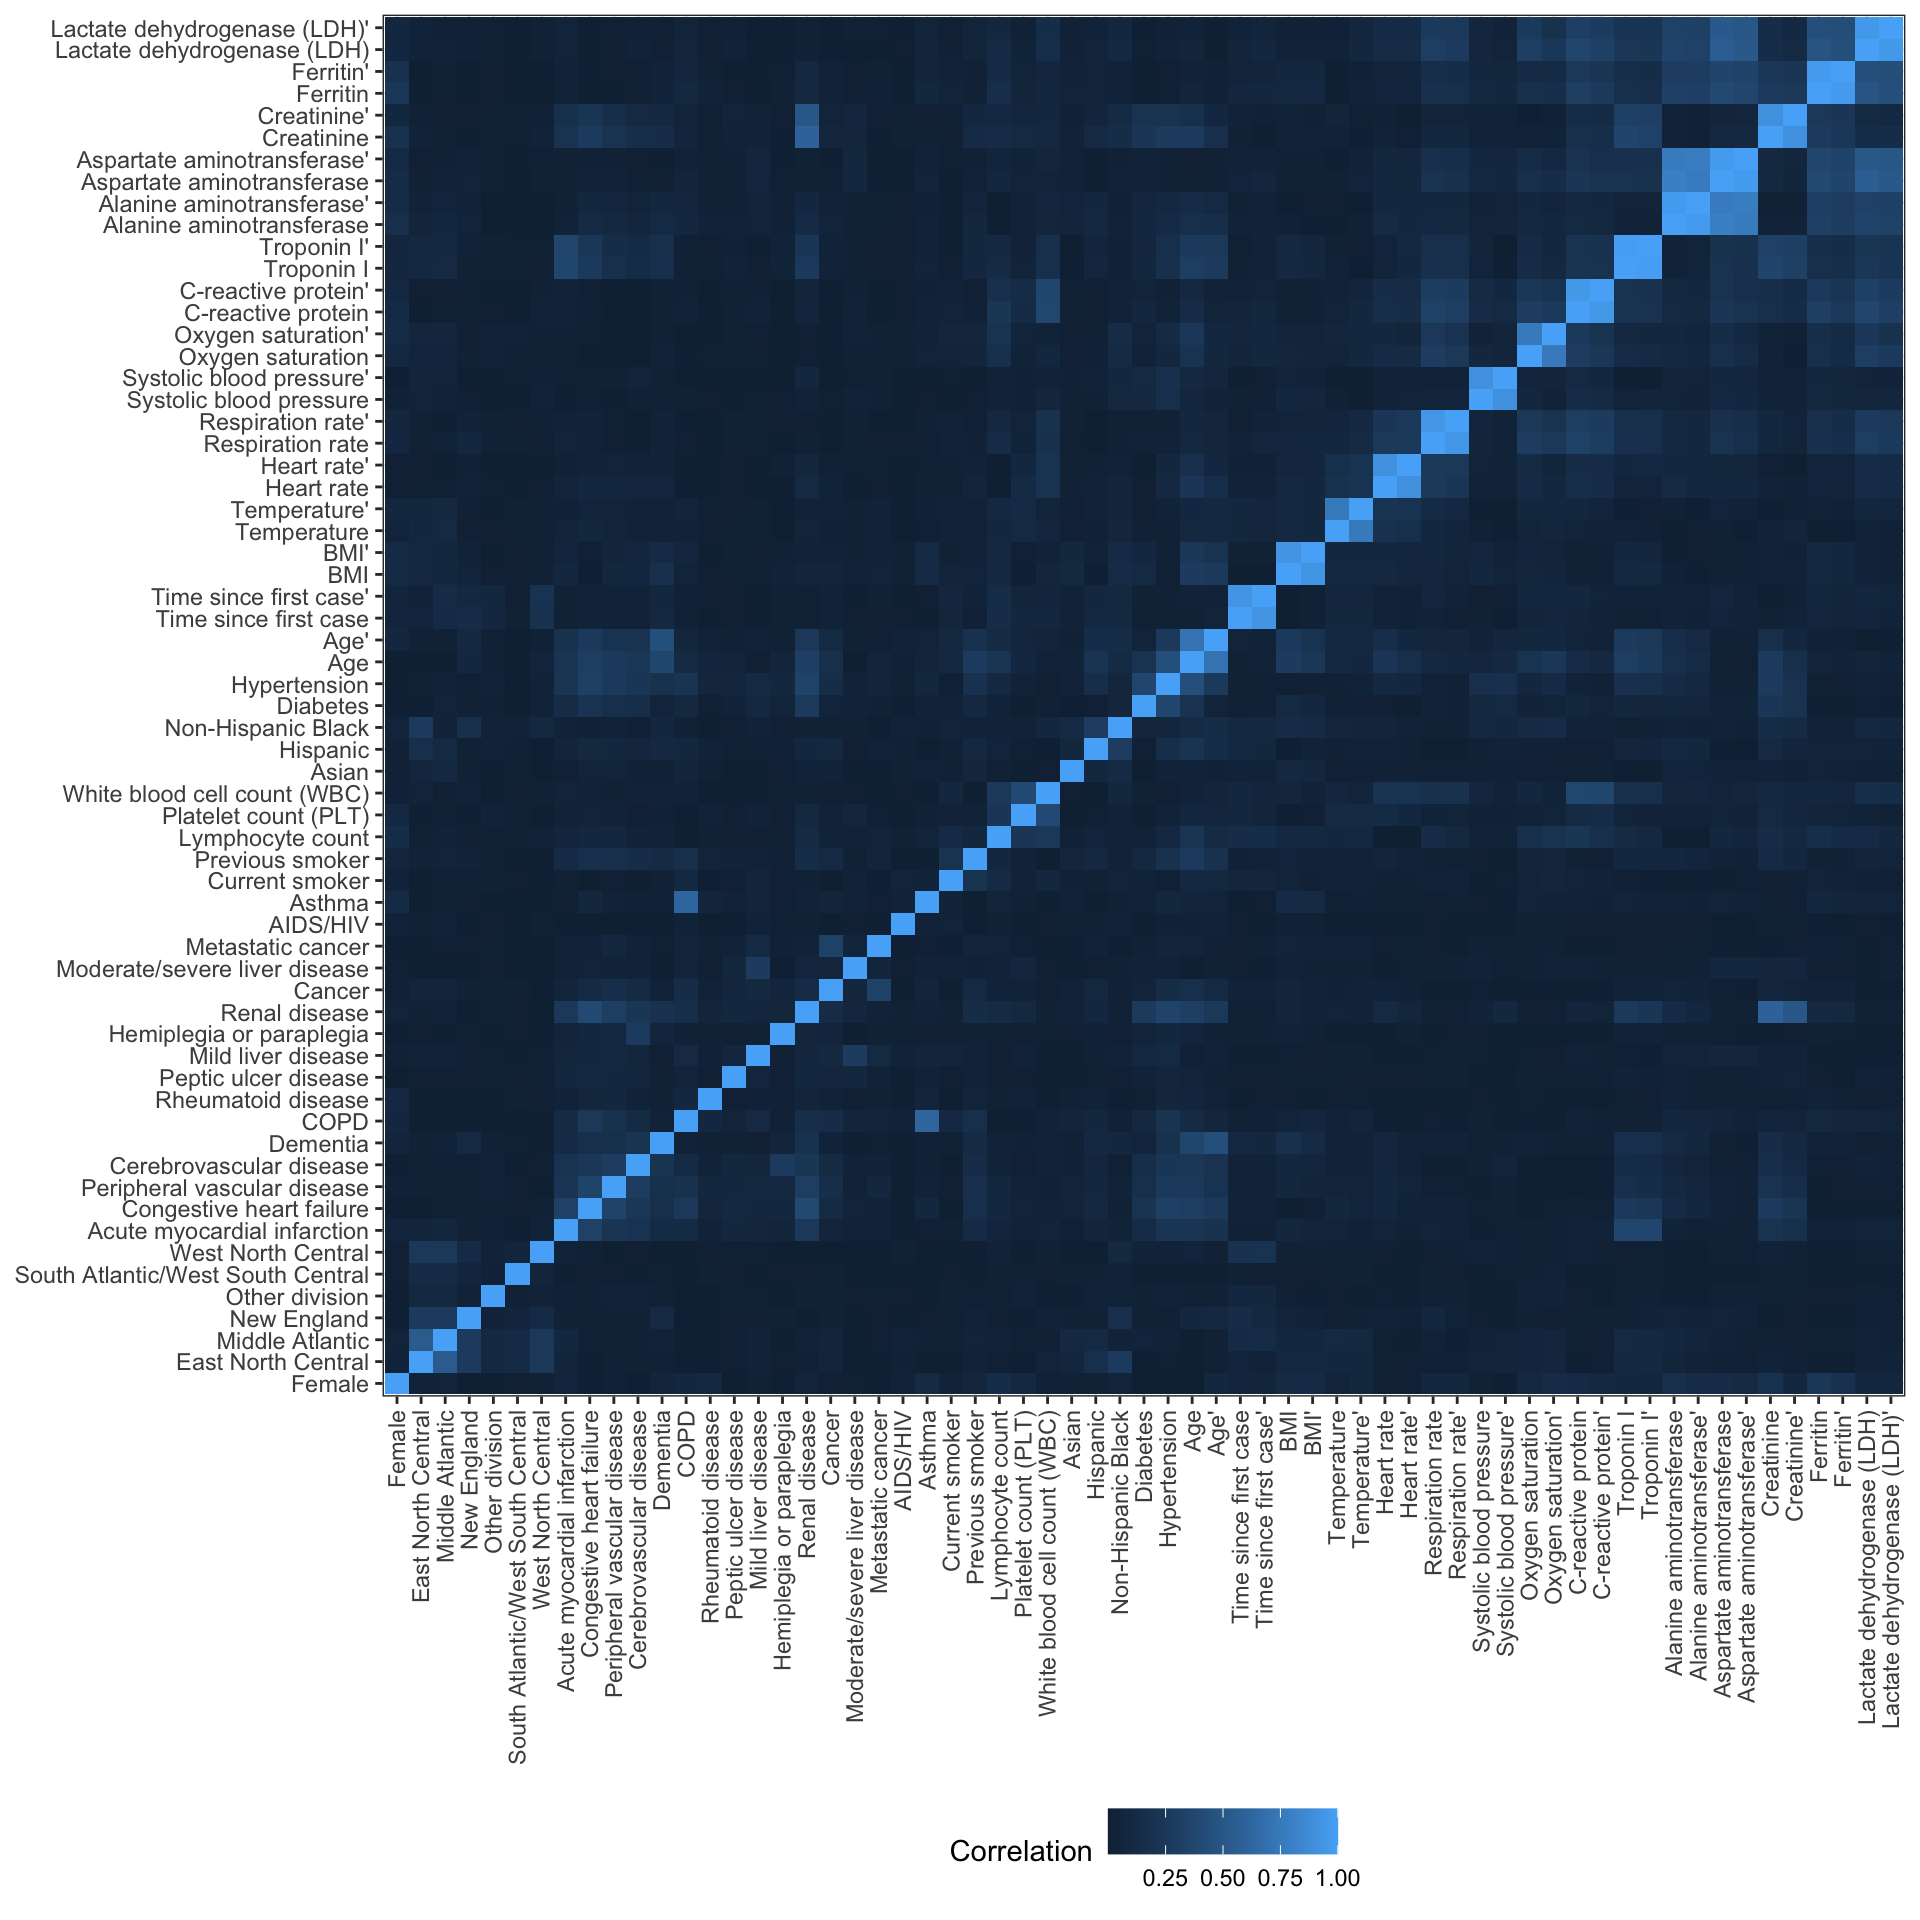 Lactate dehydrogenase (LDH)'
Lactate dehydrogenase (LDH)
Ferritin'
Ferritin
Creatinine'
Creatinine
Aspartate aminotransferase'
Aspartate aminotransferase
Alanine aminotransferase'
Alanine aminotransferase
Troponin I'
Troponin I
C-reactive protein'
C-reactive protein
Oxygen saturation'
Oxygen saturation
Systolic blood pressure'
Systolic blood pressure
Respiration rate'
Respiration rate
Heart rate'
Heart rate
Temperature'
Temperature
BMI'
BMI
Time since first case'
Time since first case
Age'
Age
Hypertension
Diabetes
Non-Hispanic Black
Hispanic
Asian
White blood cell count (WBC)
Platelet count (PLT)
Lymphocyte count
Previous smoker
Current smoker
Asthma
AIDS/HIV
Metastatic cancer
Moderate/severe liver disease
Cancer
Renal disease
Hemiplegia or paraplegia
Mild liver disease
Peptic ulcer disease
Rheumatoid disease
COPD
Dementia
Cerebrovascular disease
Peripheral vascular disease
Congestive heart failure
Acute myocardial infarction
West North Central
South Atlantic/West South Central
Other division
New England
Middle Atlantic
East North Central
Female
Female
East North Central
Middle Atlantic
New England
Other division
South Atlantic/West South Central
West North Central
Acute myocardial infarction
Congestive heart failure
Peripheral vascular disease
Cerebrovascular disease
Dementia
COPD
Rheumatoid disease
Peptic ulcer disease
Mild liver disease
Hemiplegia or paraplegia
Renal disease
Cancer
Moderate/severe liver disease
Metastatic cancer
AIDS/HIV
Asthma
Current smoker
Previous smoker
Lymphocyte count
Platelet count (PLT)
White blood cell count (WBC)
Asian
Hispanic
Non-Hispanic Black
Diabetes
Hypertension
Age
Age'
Time since first case
Time since first case'
BMI
BMI'
Temperature
Temperature'
Heart rate
Heart rate'
Respiration rate
Respiration rate'
Systolic blood pressure
Systolic blood pressure'
Oxygen saturation
Oxygen saturation'
C-reactive protein
C-reactive protein'
Troponin I
Troponin I'
Alanine aminotransferase
Alanine aminotransferase'
Aspartate aminotransferase
Aspartate aminotransferase'
Creatinine
Creatinine'
Ferritin
Ferritin'
Lactate dehydrogenase (LDH)
Lactate dehydrogenase (LDH)'
Correlation
0.25 0.50 0.75 1.00